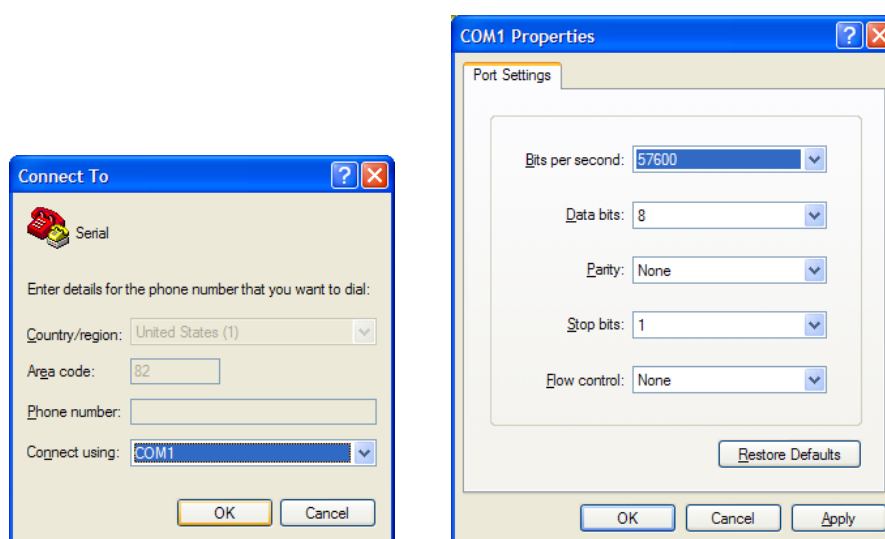 Connect To
Serial
Enter details for the phone number that you want to dial:
Country/region: United States (1)
Area code: 82
Phone number:
Connect using: COM1
OK Cancel
COM1 Properties
Port Settings
Bits per second: 57600
Data bits: 8
Parity: None
Stop bits: 1
Flow control: None
Restore Defaults
OK Cancel Apply